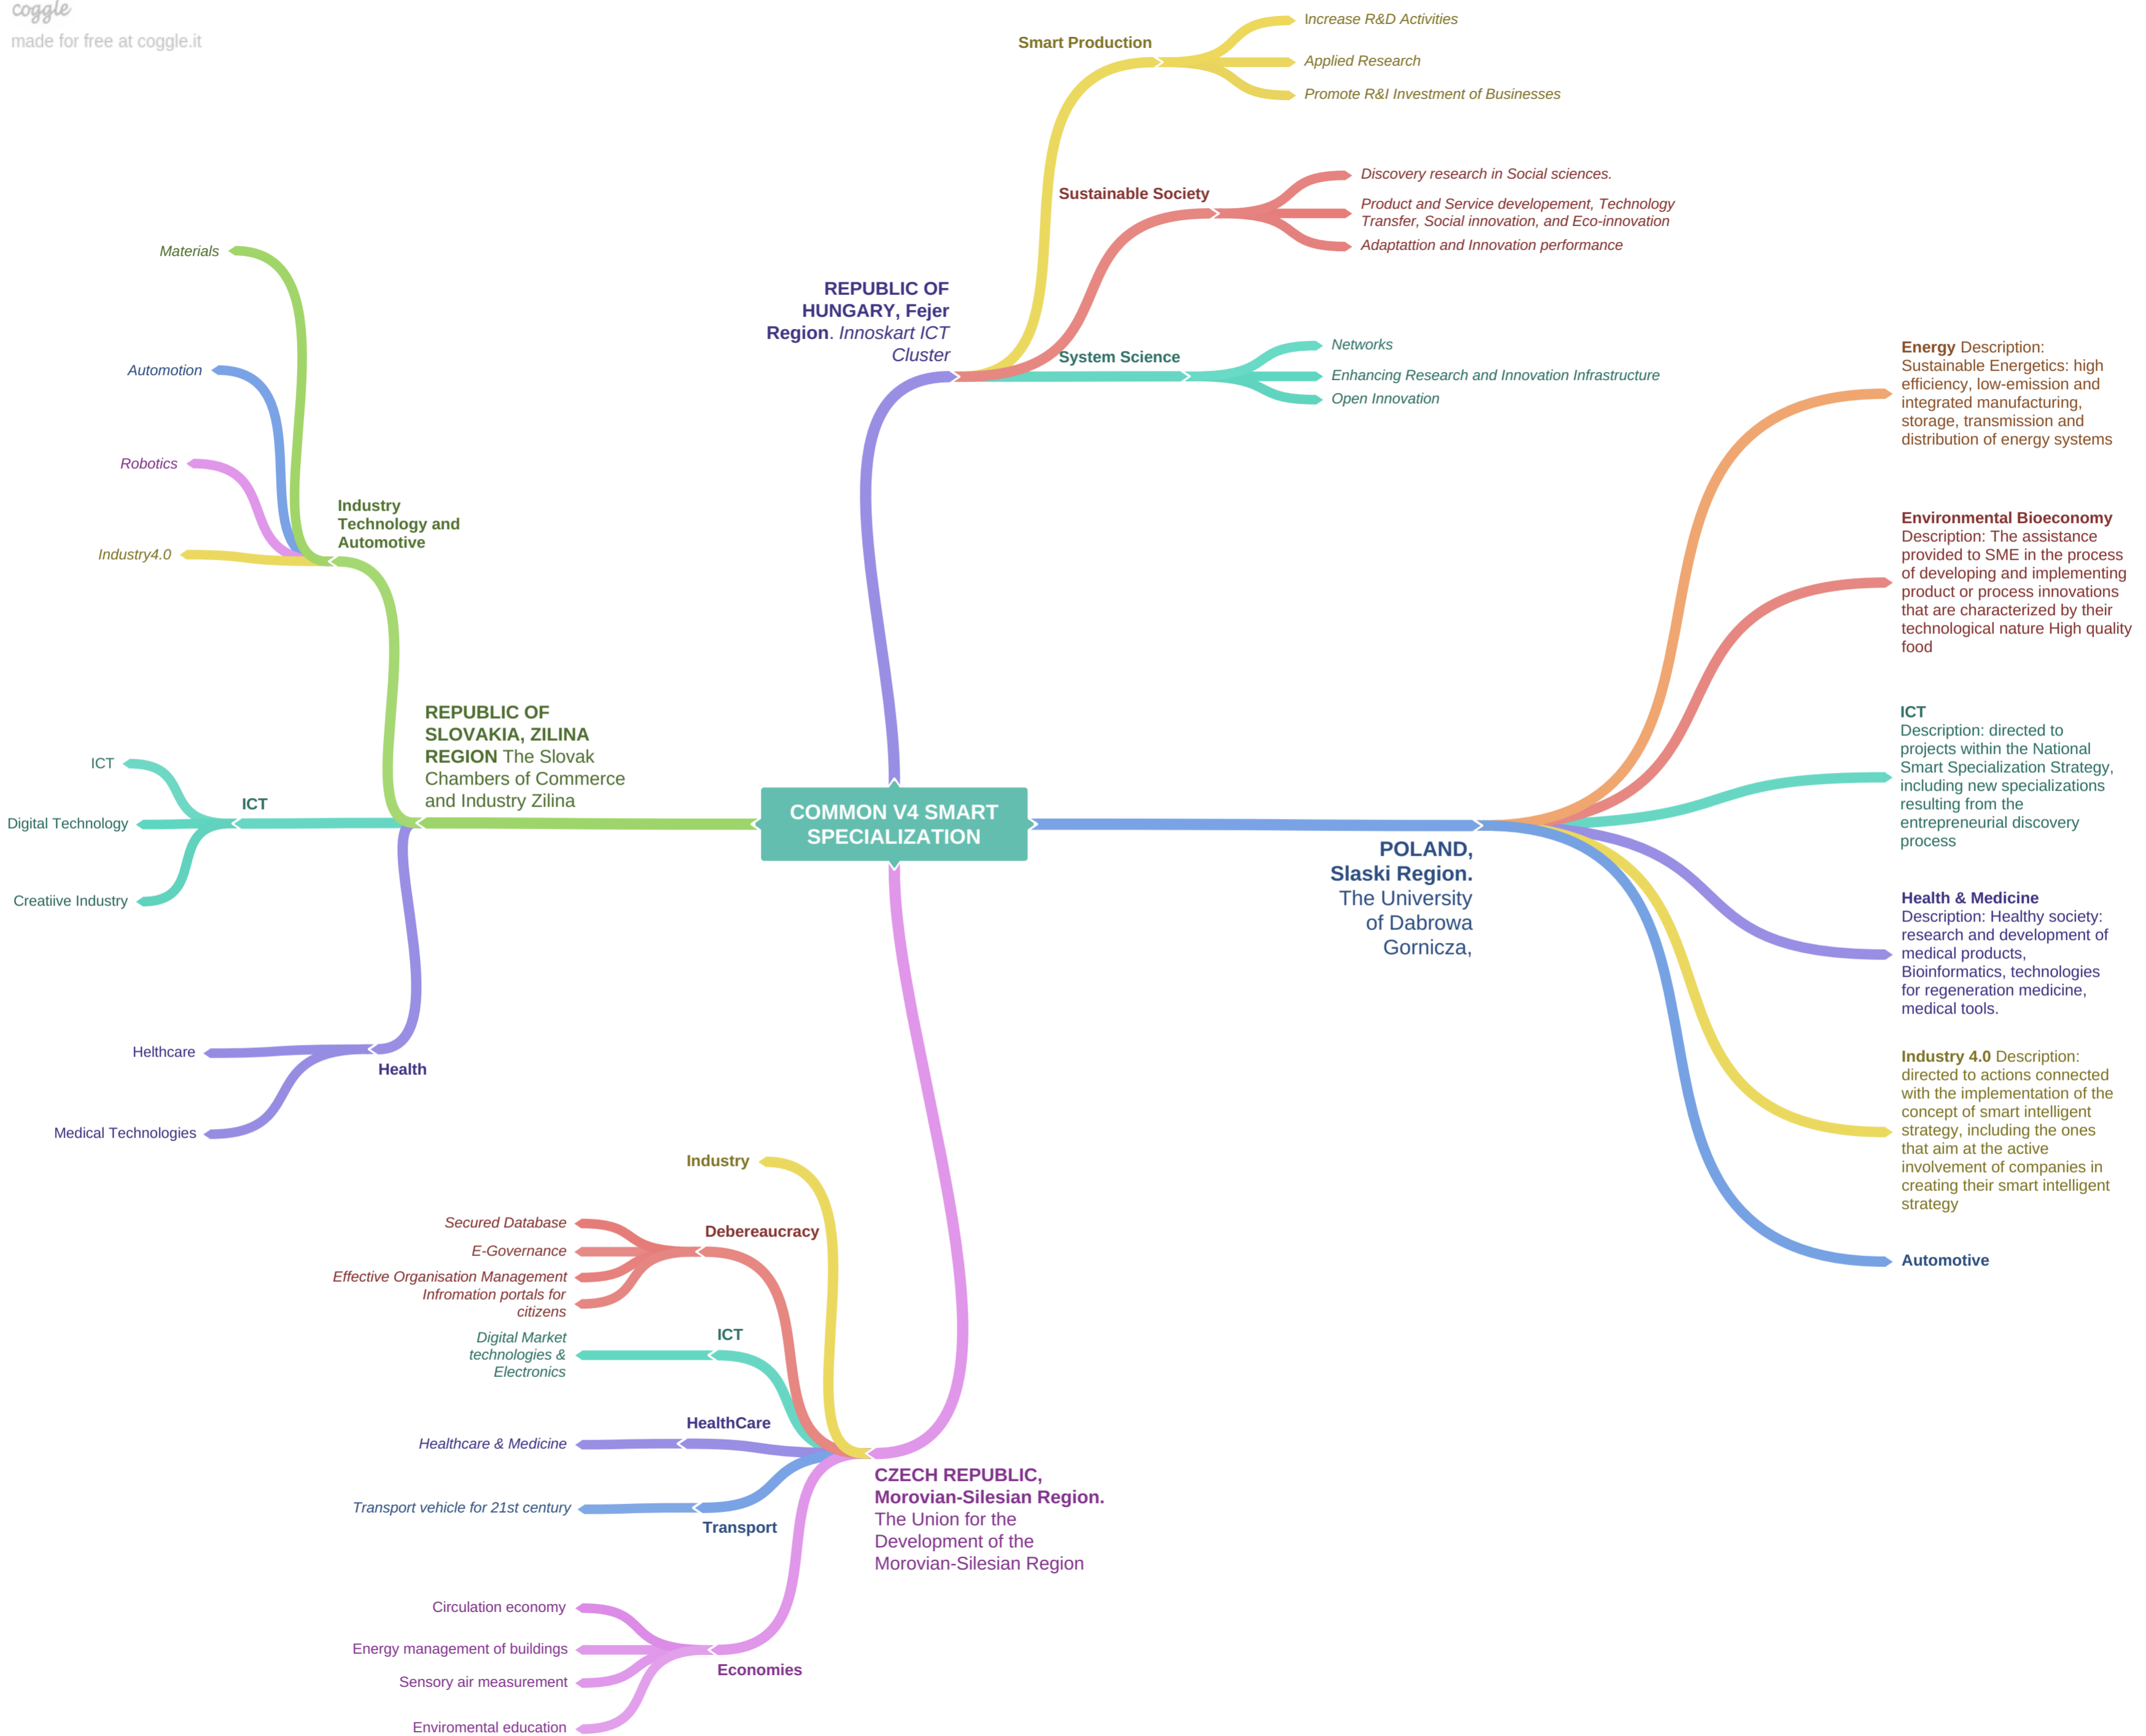 coggle
made for free at coggle.it
Smart Production
Increase R&D Activities
Applied Research
Promote R&I Investment of Businesses
Sustainable Society
Discovery research in Social sciences.
Product and Service developement, Technology
Transfer, Social innovation, and Eco-innovation
Adaptattion and Innovation performance
REPUBLIC OF
HUNGARY, Fejer
Region. Innoskart ICT
Cluster
System Science
Networks
Enhancing Research and Innovation Infrastructure
Open Innovation
Materials
Automotion
Robotics
Industry4.0
Industry
Technology and
Automotive
REPUBLIC OF
SLOVAKIA, ZILINA
REGION The Slovak
Chambers of Commerce
and Industry Zilina
ICT
Digital Technology
Creatiive Industry
ICT
Helthcare
Medical Technologies
Health
COMMON V4 SMART
SPECIALIZATION
POLAND,
Slaski Region.
The University
of Dabrowa
Gornicza,
Energy Description:
Sustainable Energetics: high
efficiency, low-emission and
integrated manufacturing,
storage, transmission and
distribution of energy systems
Environmental Bioeconomy
Description: The assistance
provided to SME in the process
of developing and implementing
product or process innovations
that are characterized by their
technological nature High quality
food
ICT
Description: directed to
projects within the National
Smart Specialization Strategy,
including new specializations
resulting from the
entrepreneurial discovery
process
Health & Medicine
Description: Healthy society:
research and development of
medical products,
Bioinformatics, technologies
for regeneration medicine,
medical tools.
Industry 4.0 Description:
directed to actions connected
with the implementation of the
concept of smart intelligent
strategy, including the ones
that aim at the active
involvement of companies in
creating their smart intelligent
strategy
Automotive
Industry
Debereaucracy
Secured Database
E-Governance
Effective Organisation Management
Infromation portals for
citizens
ICT
Digital Market
technologies &
Electronics
HealthCare
Healthcare & Medicine
Transport vehicle for 21st century
Transport
CZECH REPUBLIC,
Morovian-Silesian Region.
The Union for the
Development of the
Morovian-Silesian Region
Circulation economy
Energy management of buildings
Sensory air measurement
Enviromental education
Economies